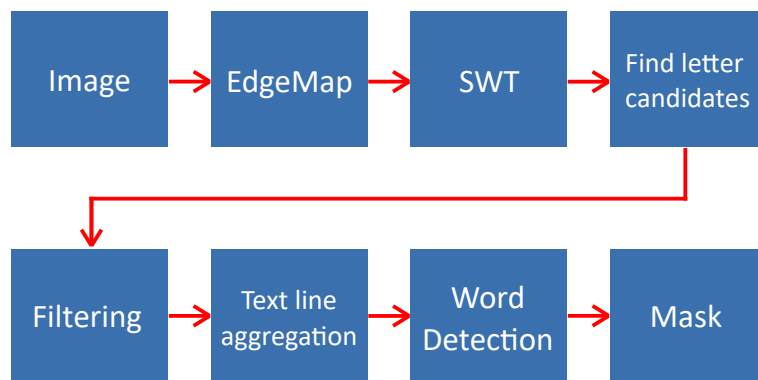 Image
EdgeMap
SWT
Find letter
candidates
Filtering
Text line
aggregation
Word
Detection
Mask